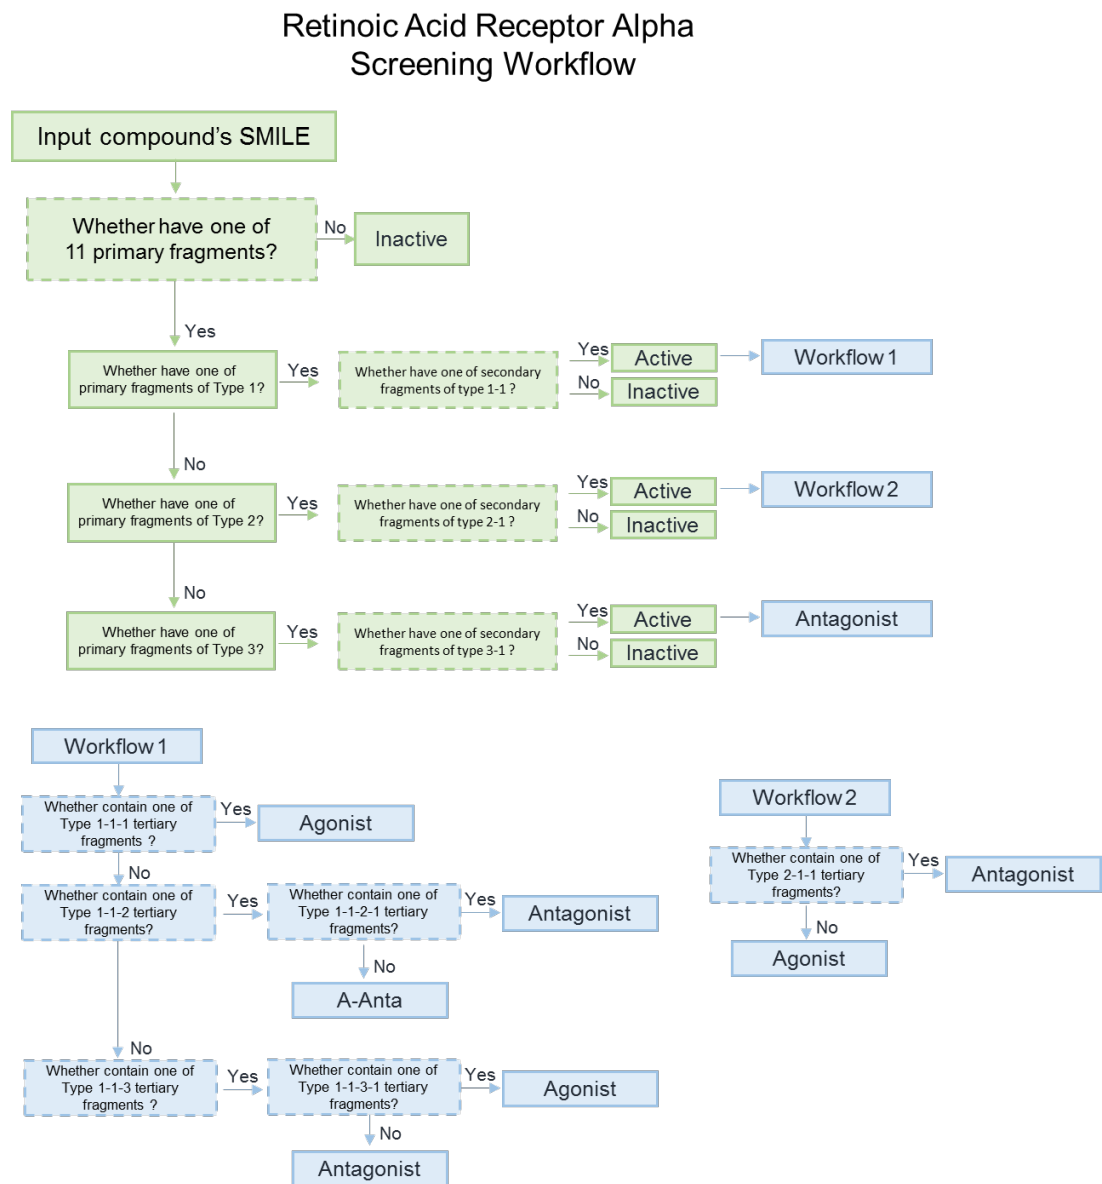 Retinoic Acid Receptor Alpha
Screening Workflow
Input compound's SMILE
Whether have one of
11 primary fragments?
No
Inactive
Yes
Whether have one of
primary fragments of Type 1?
Yes
Whether have one of secondary
fragments of type 1-1 ?
Yes
Active
Workflow 1
No
Inactive
No
Whether have one of
primary fragments of Type 2?
Yes
Whether have one of secondary
fragments of type 2-1 ?
Yes
Active
Workflow 2
No
Inactive
No
Whether have one of
primary fragments of Type 3?
Yes
Whether have one of secondary
fragments of type 3-1 ?
Yes
Active
Antagonist
No
Inactive
Workflow 1
Whether contain one of
Type 1-1-1 tertiary
fragments ?
Yes
Agonist
No
Whether contain one of
Type 1-1-2 tertiary
fragments?
Yes
Whether contain one of
Type 1-1-2-1 tertiary
fragments?
Yes
Antagonist
No
A-Anta
No
Whether contain one of
Type 1-1-3 tertiary
fragments ?
Yes
Whether contain one of
Type 1-1-3-1 tertiary
fragments?
Yes
Agonist
No
Antagonist
Workflow 2
Whether contain one of
Type 2-1-1 tertiary
fragments?
Yes
Antagonist
No
Agonist